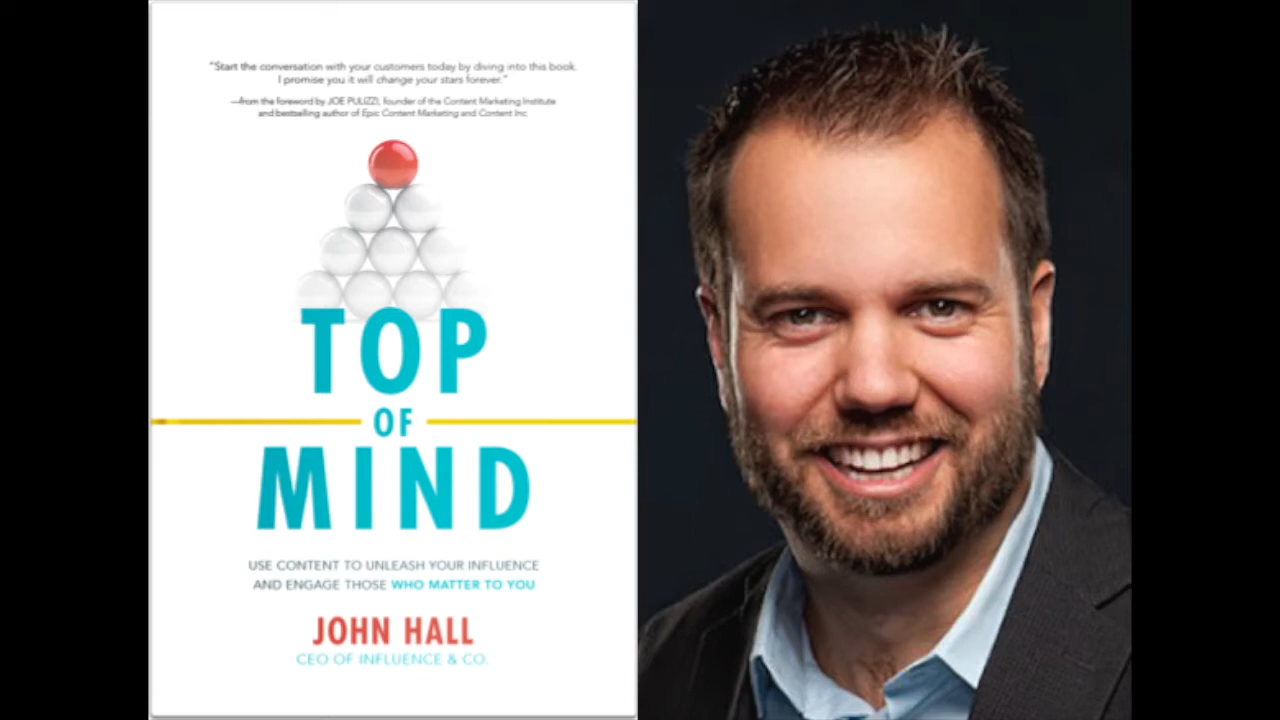 "Start the conversation with your customers today by diving into this book.
I promise you it will change your stars forever."
—from the foreword by JOE PULIZZI, founder of the Content Marketing Institute
and bestselling author of Epic Content Marketing and Content Inc.
TOP
OF
MIND
USE CONTENT TO UNLEASH YOUR INFLUENCE
AND ENGAGE THOSE WHO MATTER TO YOU
JOHN HALL
CEO OF INFLUENCE & CO.